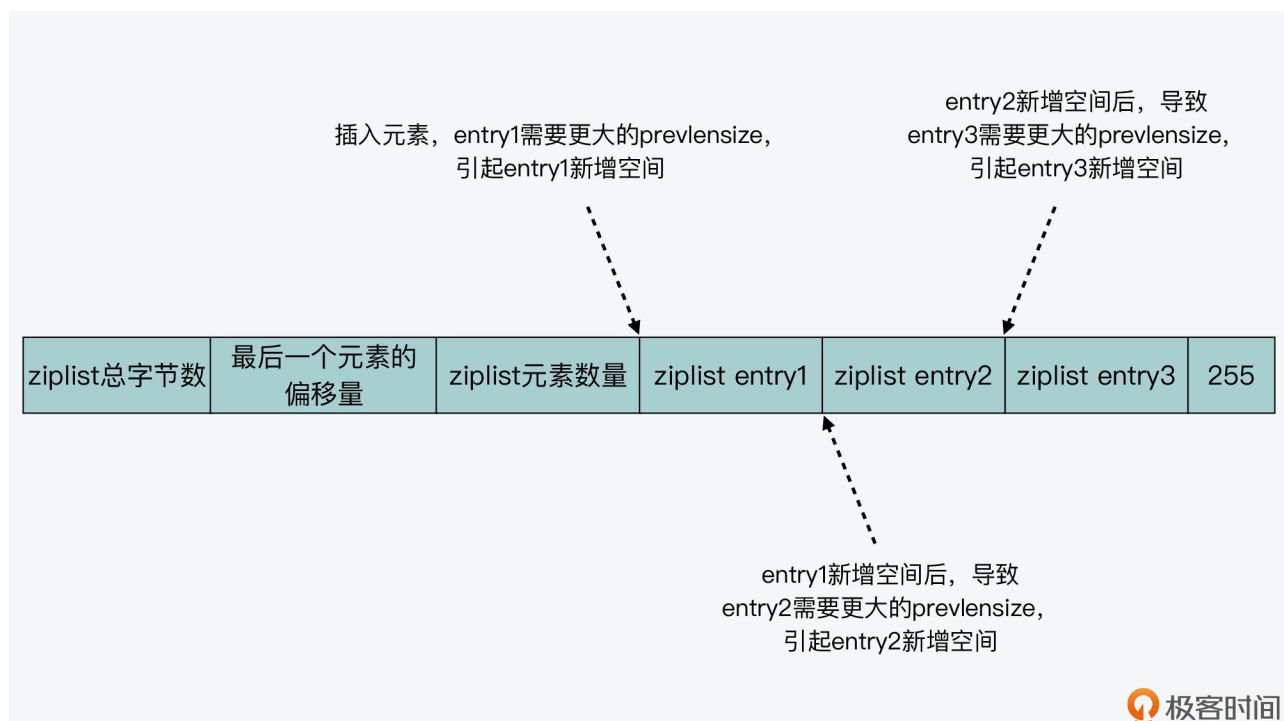 entry2新增空间后，导致
entry3需要更大的prevlensize，
引起entry3新增空间
插入元素，entry1需要更大的prevlensize，
引起entry1新增空间
ziplist总字节数
最后一个元素的
偏移量
ziplist元素数量
ziplist entry1
ziplist entry2
ziplist entry3
255
entry1新增空间后，导致
entry2需要更大的prevlensize，
引起entry2新增空间
极客时间